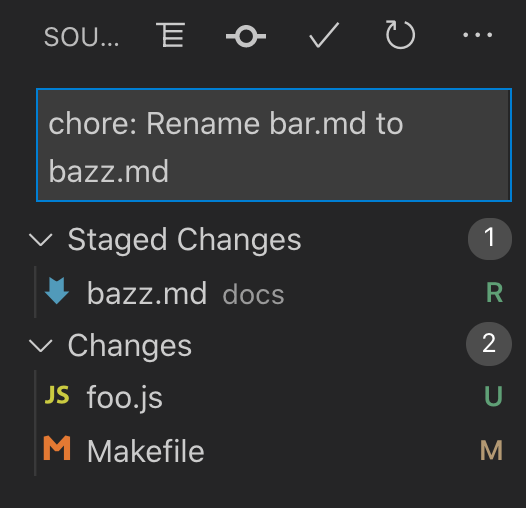 SOU...
chore: Rename bar.md to
bazz.md
Staged Changes 1
bazz.md docs R
Changes 2
JS foo.js U
M Makefile M